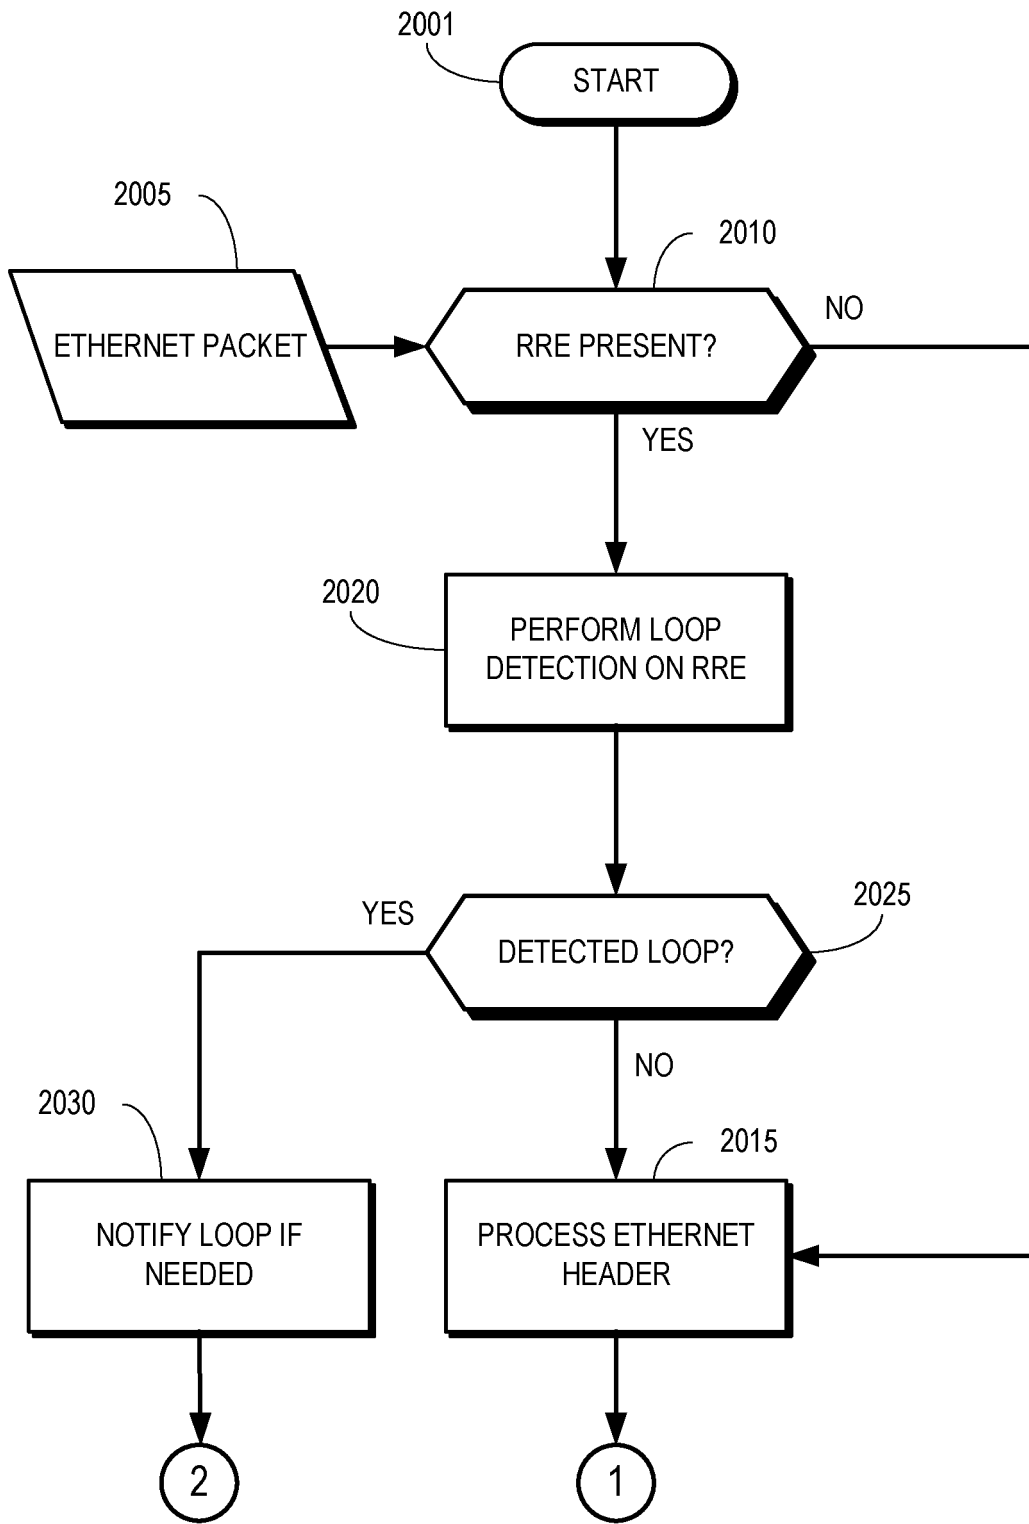 2001
START
2005
2010
ETHERNET PACKET
RRE PRESENT?
NO
YES
2020
PERFORM LOOP
DETECTION ON RRE
YES
2025
DETECTED LOOP?
NO
2030
2015
NOTIFY LOOP IF
NEEDED
PROCESS ETHERNET
HEADER
2
1